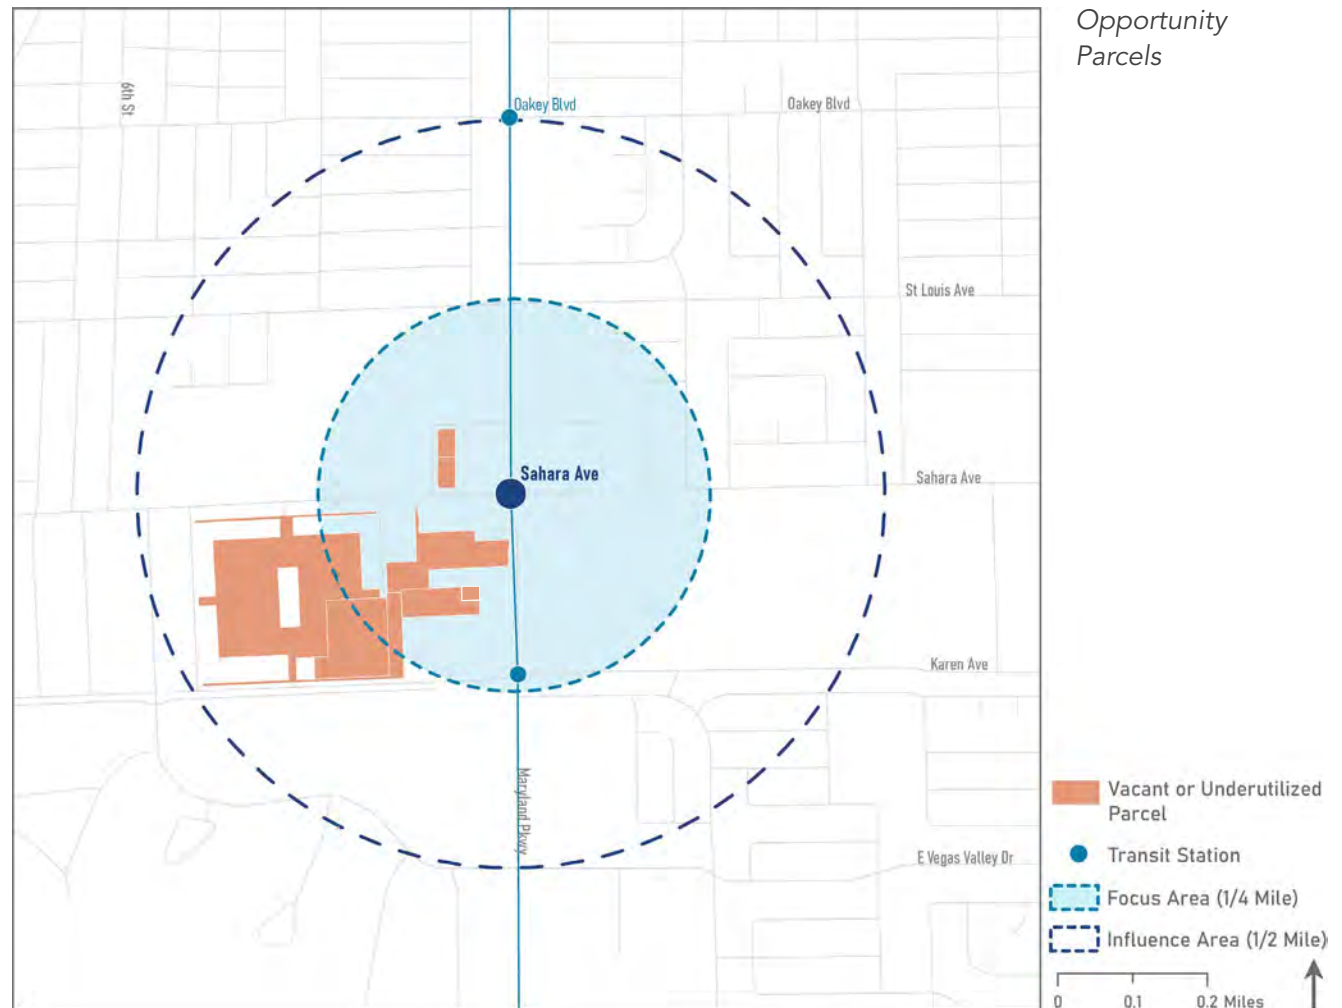 Opportunity
Parcels
6th St
Oakey Blvd
Oakey Blvd
St Louis Ave
Sahara Ave
Sahara Ave
Karen Ave
Maryland Pkwy
E Vegas Valley Dr
Vacant or Underutilized
Parcel
Transit Station
Focus Area (1/4 Mile)
Influence Area (1/2 Mile)
0 0.1 0.2 Miles